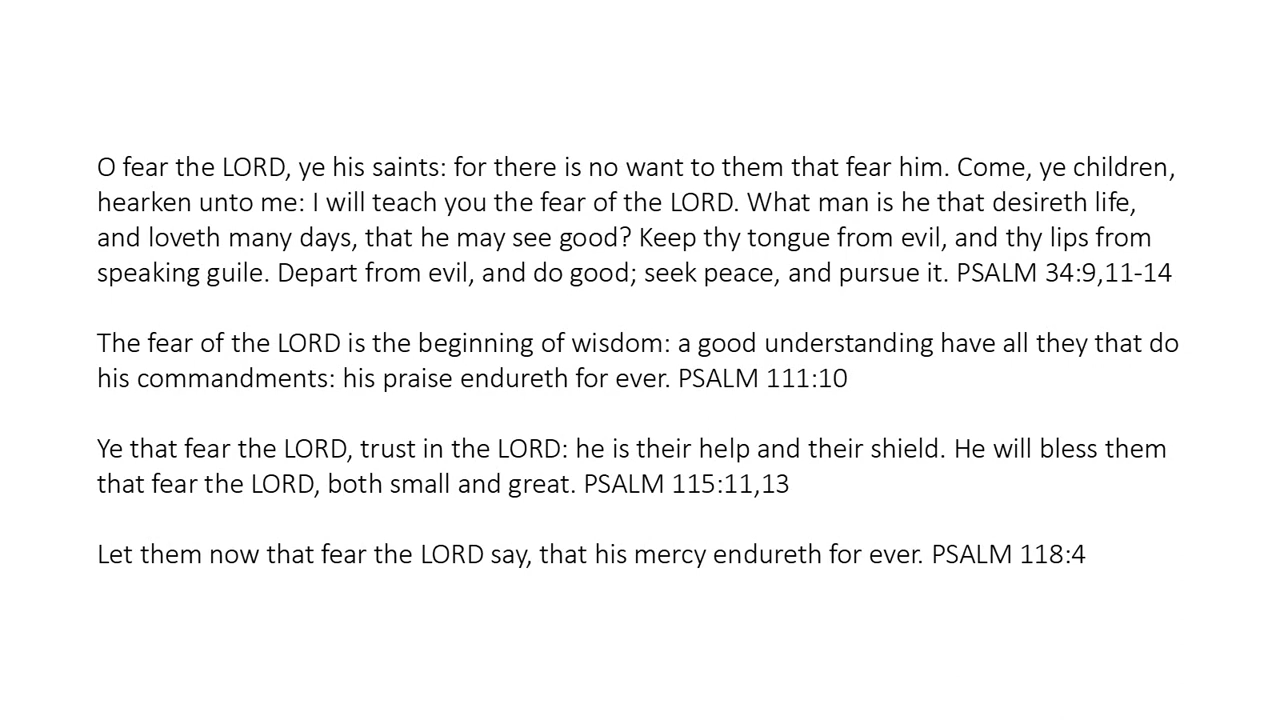 O fear the LORD, ye his saints: for there is no want to them that fear him. Come, ye children,
hearken unto me: I will teach you the fear of the LORD. What man is he that desireth life,
and loveth many days, that he may see good? Keep thy tongue from evil, and thy lips from
speaking guile. Depart from evil, and do good; seek peace, and pursue it. PSALM 34:9,11-14
The fear of the LORD is the beginning of wisdom: a good understanding have all they that do
his commandments: his praise endureth for ever. PSALM 111:10
Ye that fear the LORD, trust in the LORD: he is their help and their shield. He will bless them
that fear the LORD, both small and great. PSALM 115:11,13
Let them now that fear the LORD say, that his mercy endureth for ever. PSALM 118:4